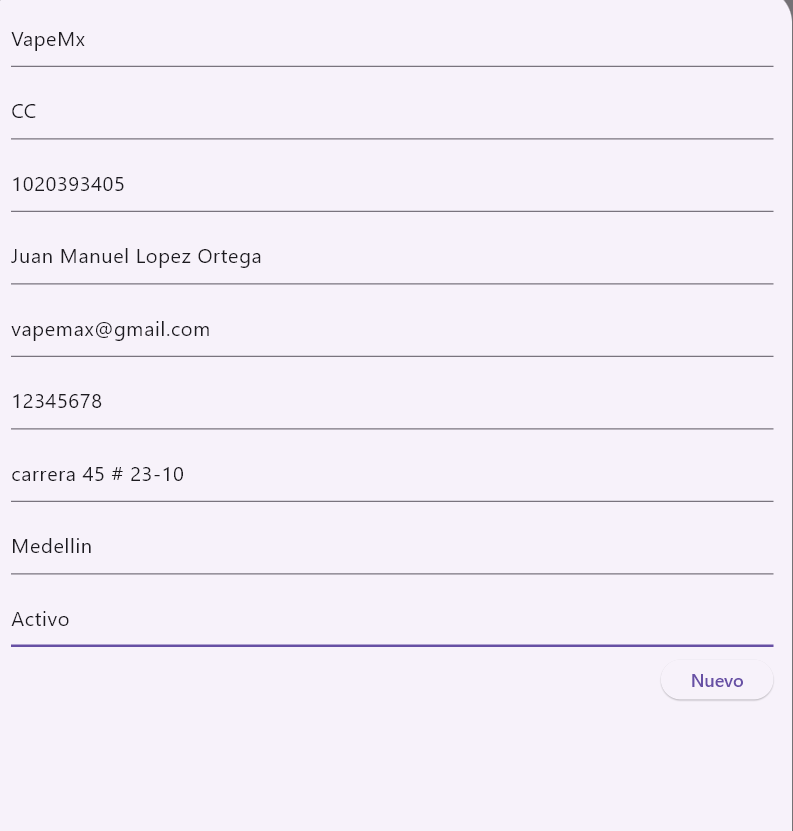 VapeMx
CC
1020393405
Juan Manuel Lopez Ortega
vapemax@gmail.com
12345678
carrera 45 # 23-10
Medellin
Activo
Nuevo